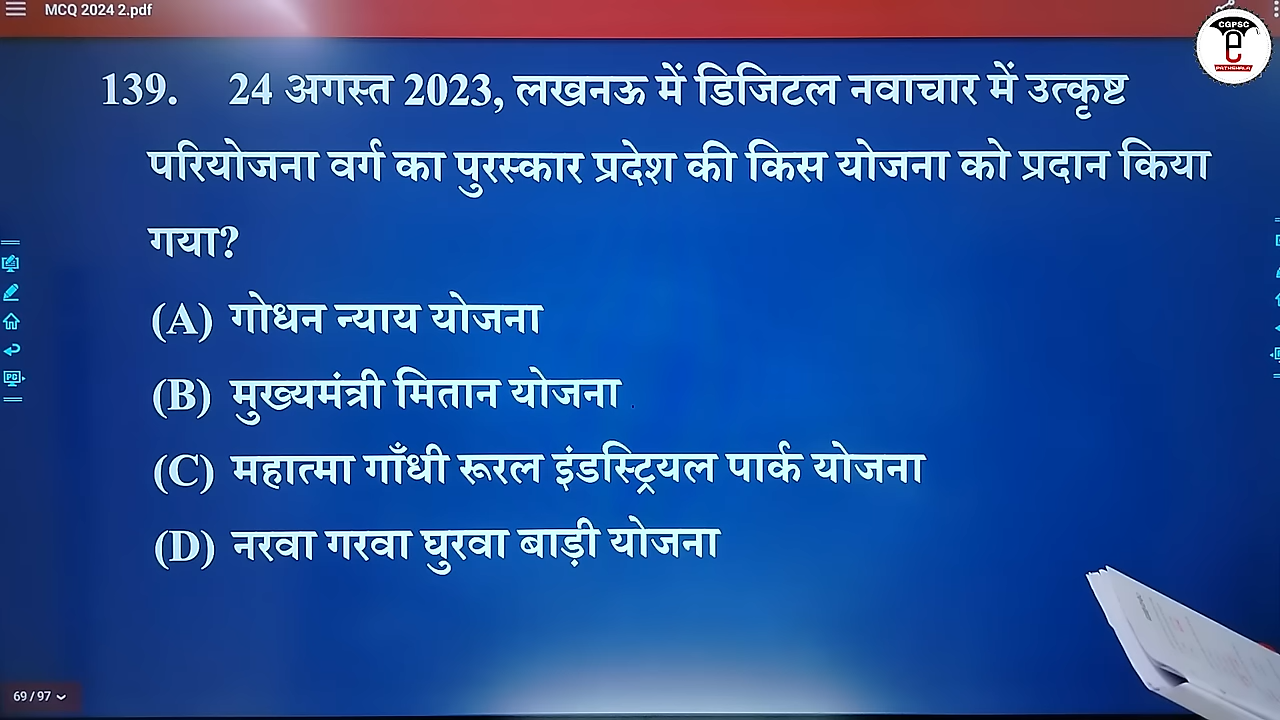 MCQ 2024 2.pdf
CGPSC
e
PATHSHALA
139. 24 अगस्त 2023, लखनऊ में डिजिटल नवाचार में उत्कृष्ट
परियोजना वर्ग का पुरस्कार प्रदेश की किस योजना को प्रदान किया
गया?
(A) गोधन न्याय योजना
(B) मुख्यमंत्री मितान योजना
(C) महात्मा गाँधी रूरल इंडस्ट्रियल पार्क योजना
(D) नरवा गरवा घुरवा बाड़ी योजना
69 / 97